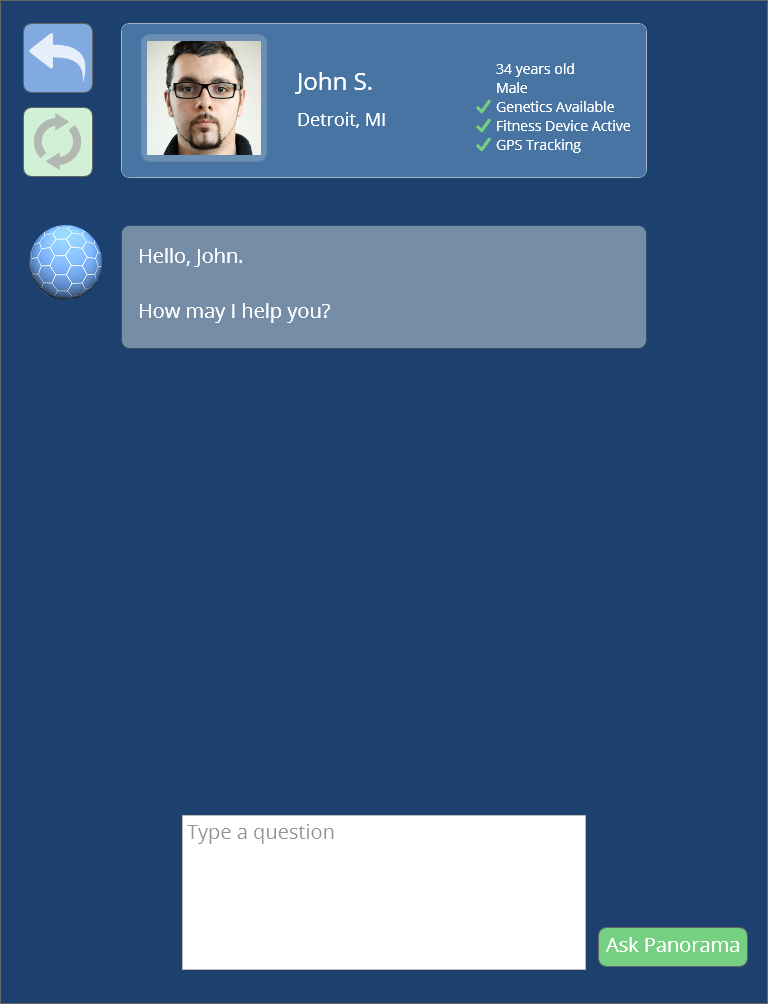 John S.
Detroit, MI
34 years old
Male
Genetics Available
Fitness Device Active
GPS Tracking
Hello, John.
How may I help you?
Type a question
Ask Panorama